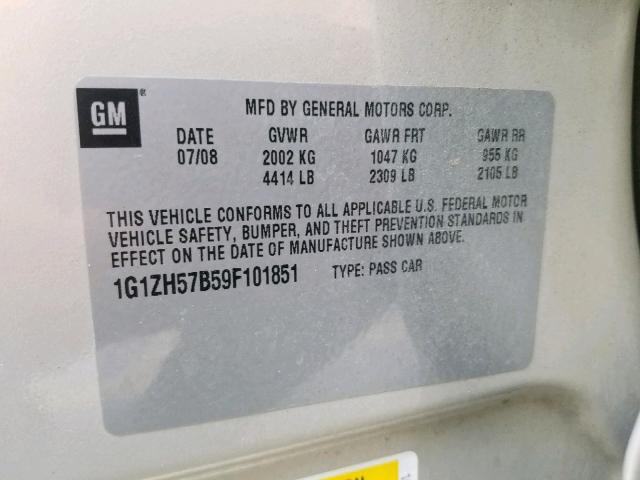 GM®
MFD BY GENERAL MOTORS CORP.
DATE GVWR GAWR FRT GAWR RR
07/08 2002 KG 1047 KG 955 KG
4414 LB 2309 LB 2105 LB
THIS VEHICLE CONFORMS TO ALL APPLICABLE U.S. FEDERAL MOTOR
VEHICLE SAFETY, BUMPER, AND THEFT PREVENTION STANDARDS IN
EFFECT ON THE DATE OF MANUFACTURE SHOWN ABOVE.
1G1ZH57B59F101851 TYPE: PASS CAR